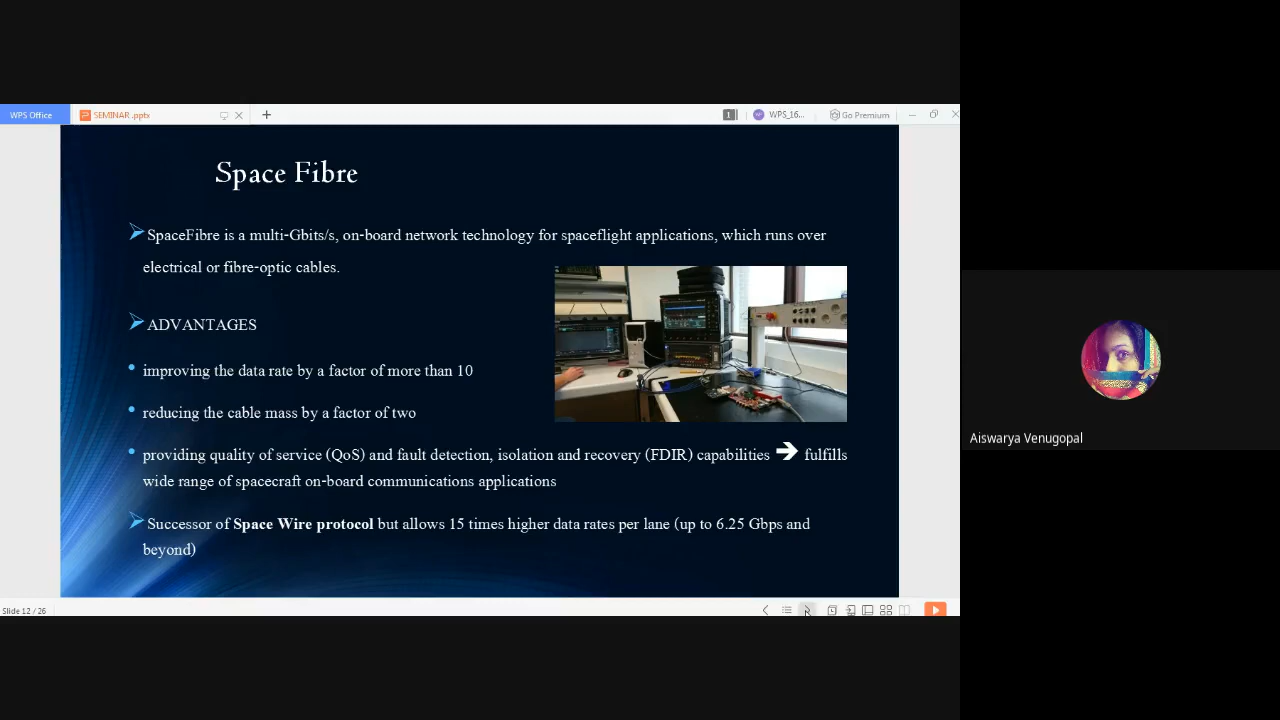 WPS Office
SEMINAR .pptx
WPS_16...
Go Premium
Space Fibre
SpaceFibre is a multi-Gbits/s, on-board network technology for spaceflight applications, which runs over
electrical or fibre-optic cables.
ADVANTAGES
improving the data rate by a factor of more than 10
reducing the cable mass by a factor of two
providing quality of service (QoS) and fault detection, isolation and recovery (FDIR) capabilities ➔ fulfills
wide range of spacecraft on-board communications applications
Successor of Space Wire protocol but allows 15 times higher data rates per lane (up to 6.25 Gbps and
beyond)
Aiswarya Venugopal
Slide 12 / 26